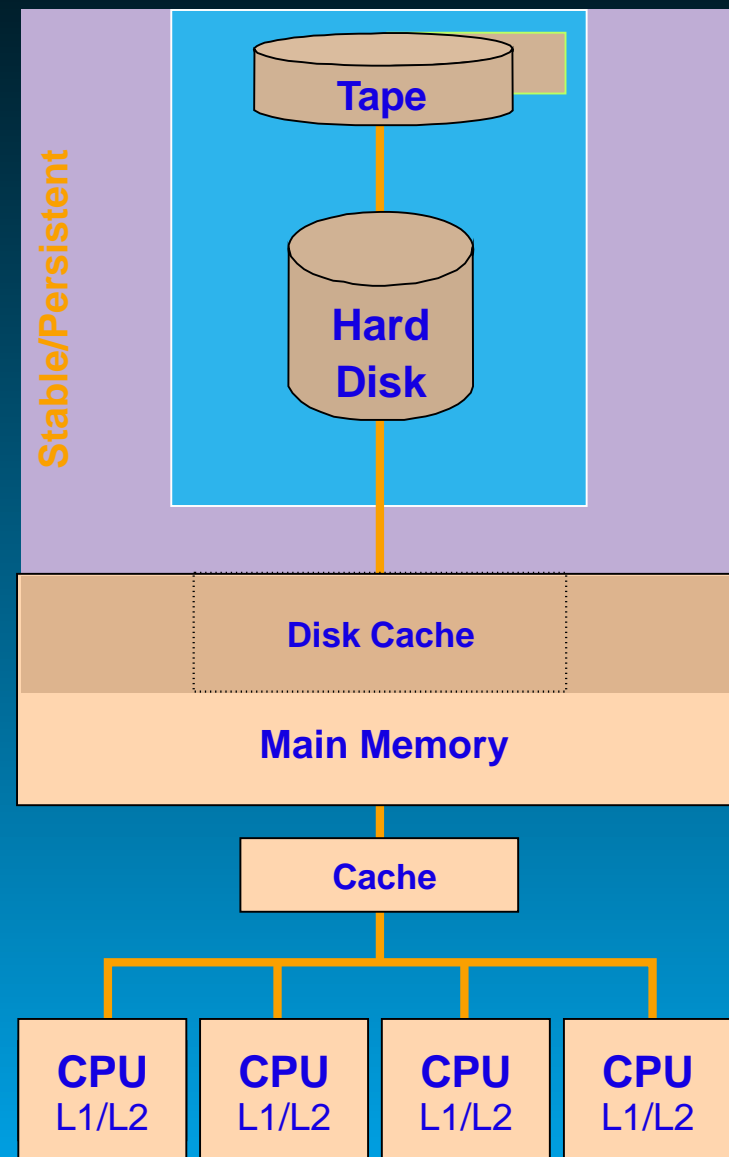 Tape
Stable/Persistent
Hard
Disk
Disk Cache
Main Memory
Cache
CPU
L1/L2
CPU
L1/L2
CPU
L1/L2
CPU
L1/L2